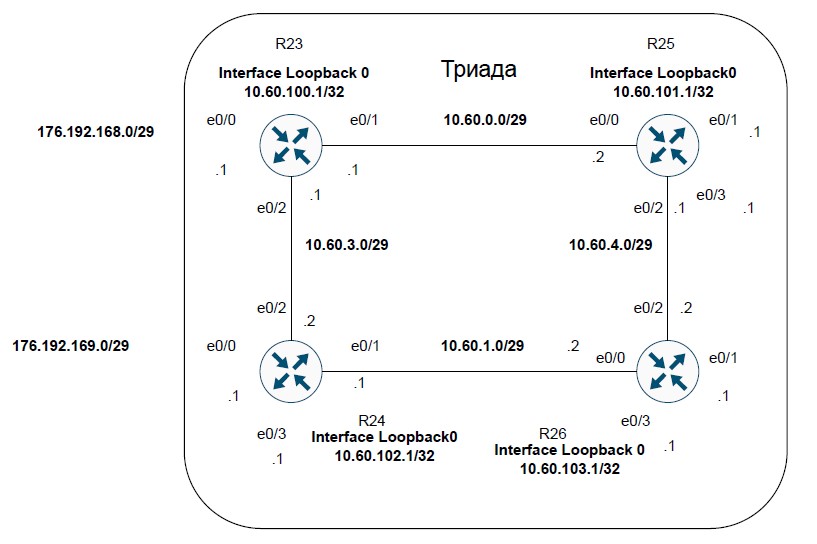 R23
R25
Interface Loopback 0
10.60.100.1/32
Триада
Interface Loopback0
10.60.101.1/32
176.192.168.0/29
e0/0
e0/1
10.60.0.0/29
e0/0
e0/1
.1
.1
.1
.2
.1
e0/2
e0/2
.1
e0/3
.1
10.60.3.0/29
10.60.4.0/29
e0/2
.2
e0/2
.2
176.192.169.0/29
e0/0
e0/1
10.60.1.0/29
.2
e0/0
e0/1
.1
.1
.1
e0/3
.1
R24
Interface Loopback0
10.60.102.1/32
R26
Interface Loopback 0
10.60.103.1/32
e0/3
.1